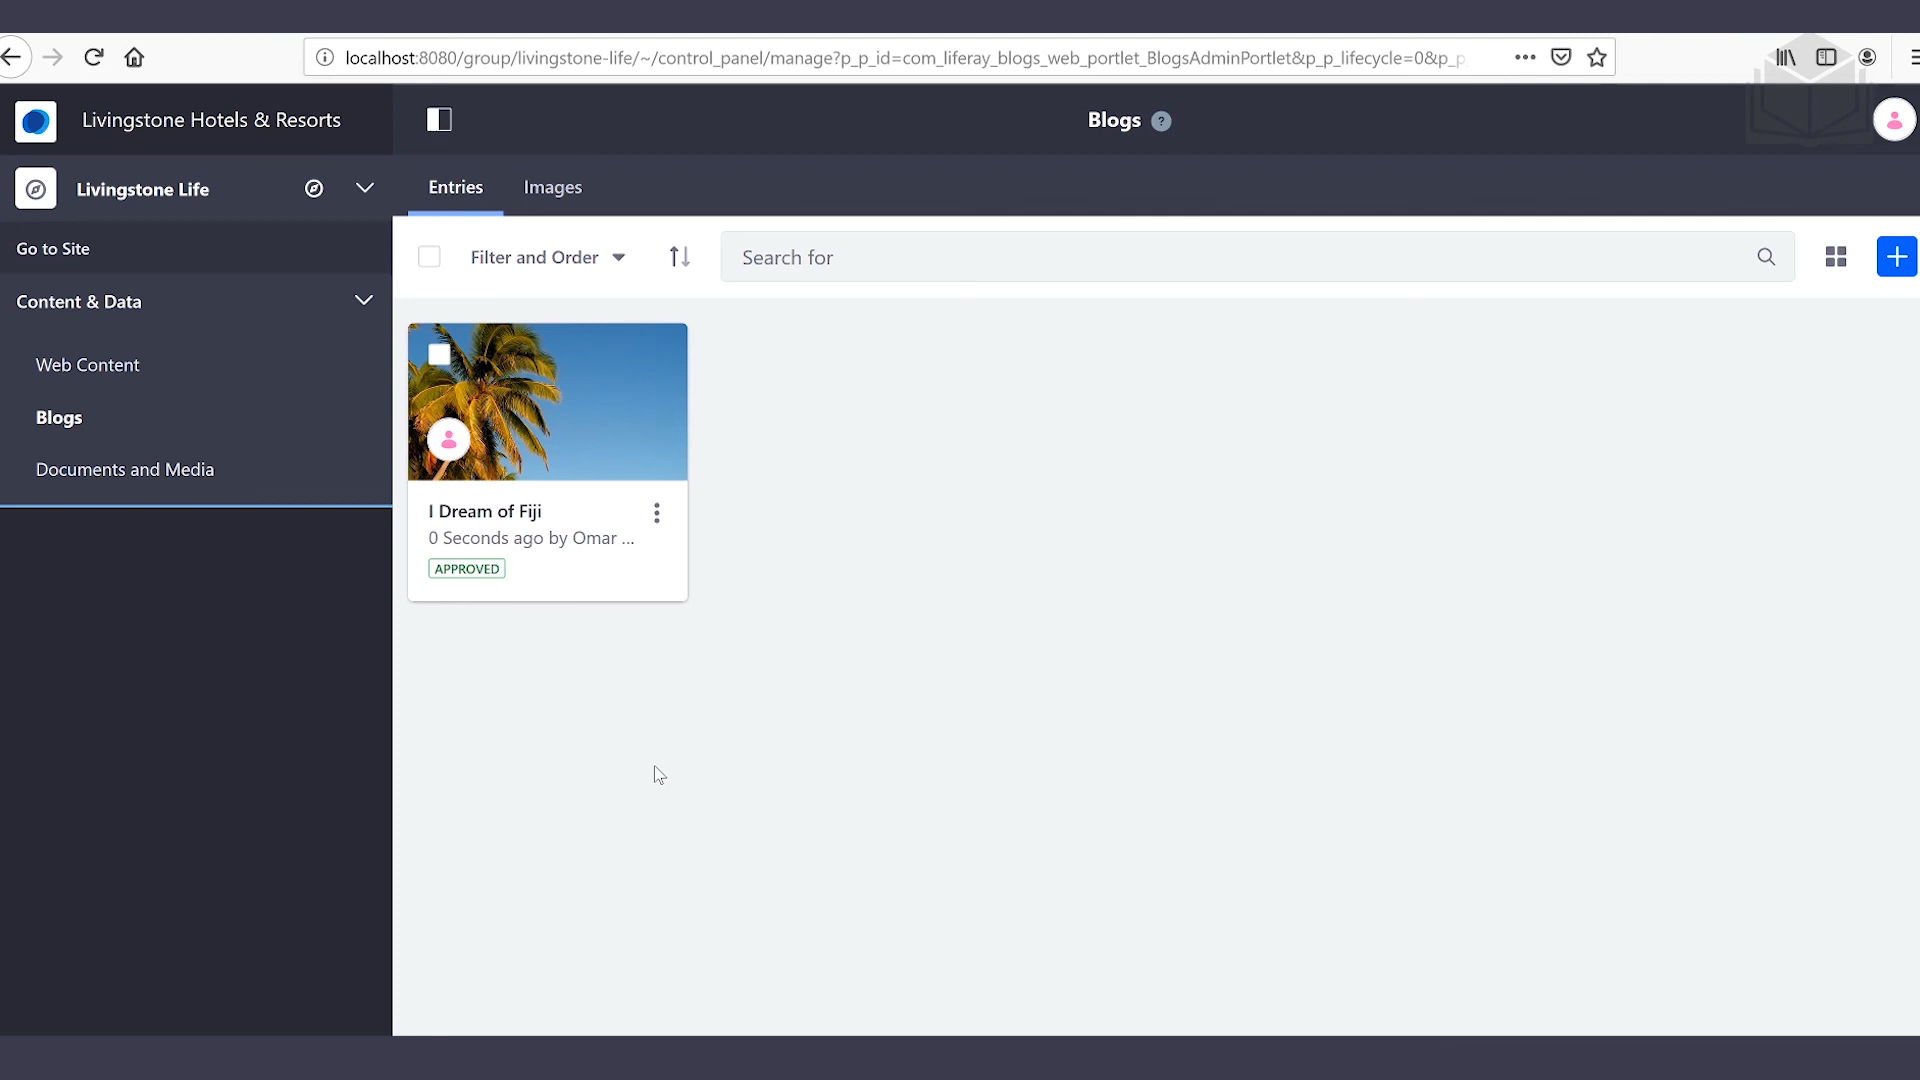 localhost:8080/group/livingstone-life/~/control_panel/manage?p_p_id=com_liferay_blogs_web_portlet_BlogsAdminPortlet&p_p_lifecycle=0&p_p_
Livingstone Hotels & Resorts
Blogs ?
Livingstone Life
Entries Images
Go to Site
Filter and Order
Search for
Content & Data
Web Content
Blogs
Documents and Media
I Dream of Fiji
0 Seconds ago by Omar ...
APPROVED